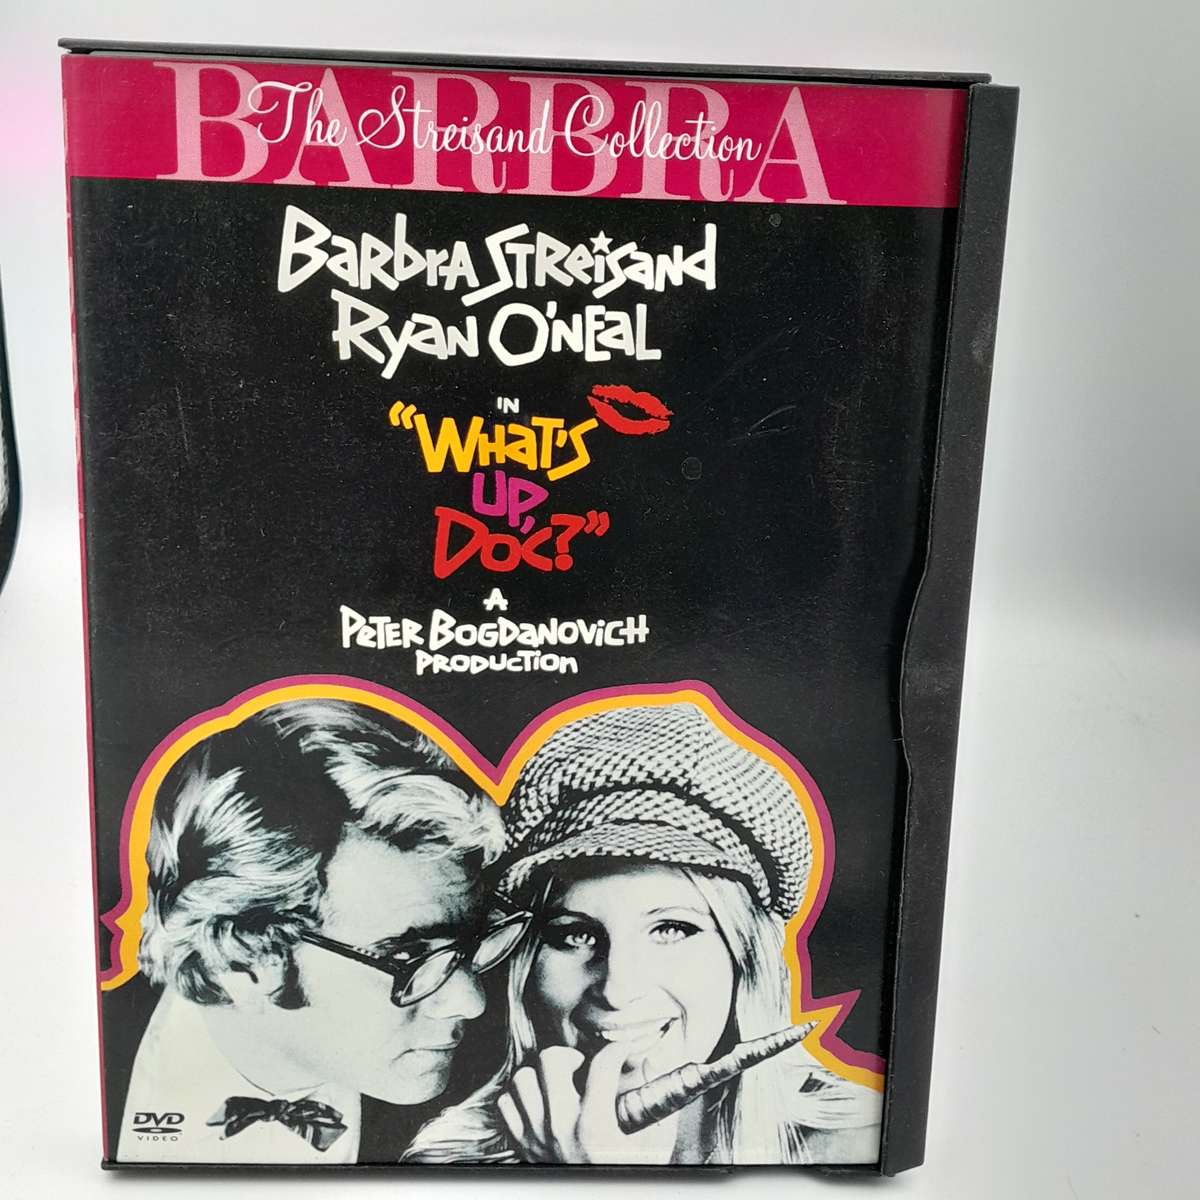 BARBRA
The Streisand Collection
Barbra Streisand
Ryan O'Neal
IN
"What's
Up,
Doc?"
A
Peter Bogdanovich
Production
DVD
VIDEO